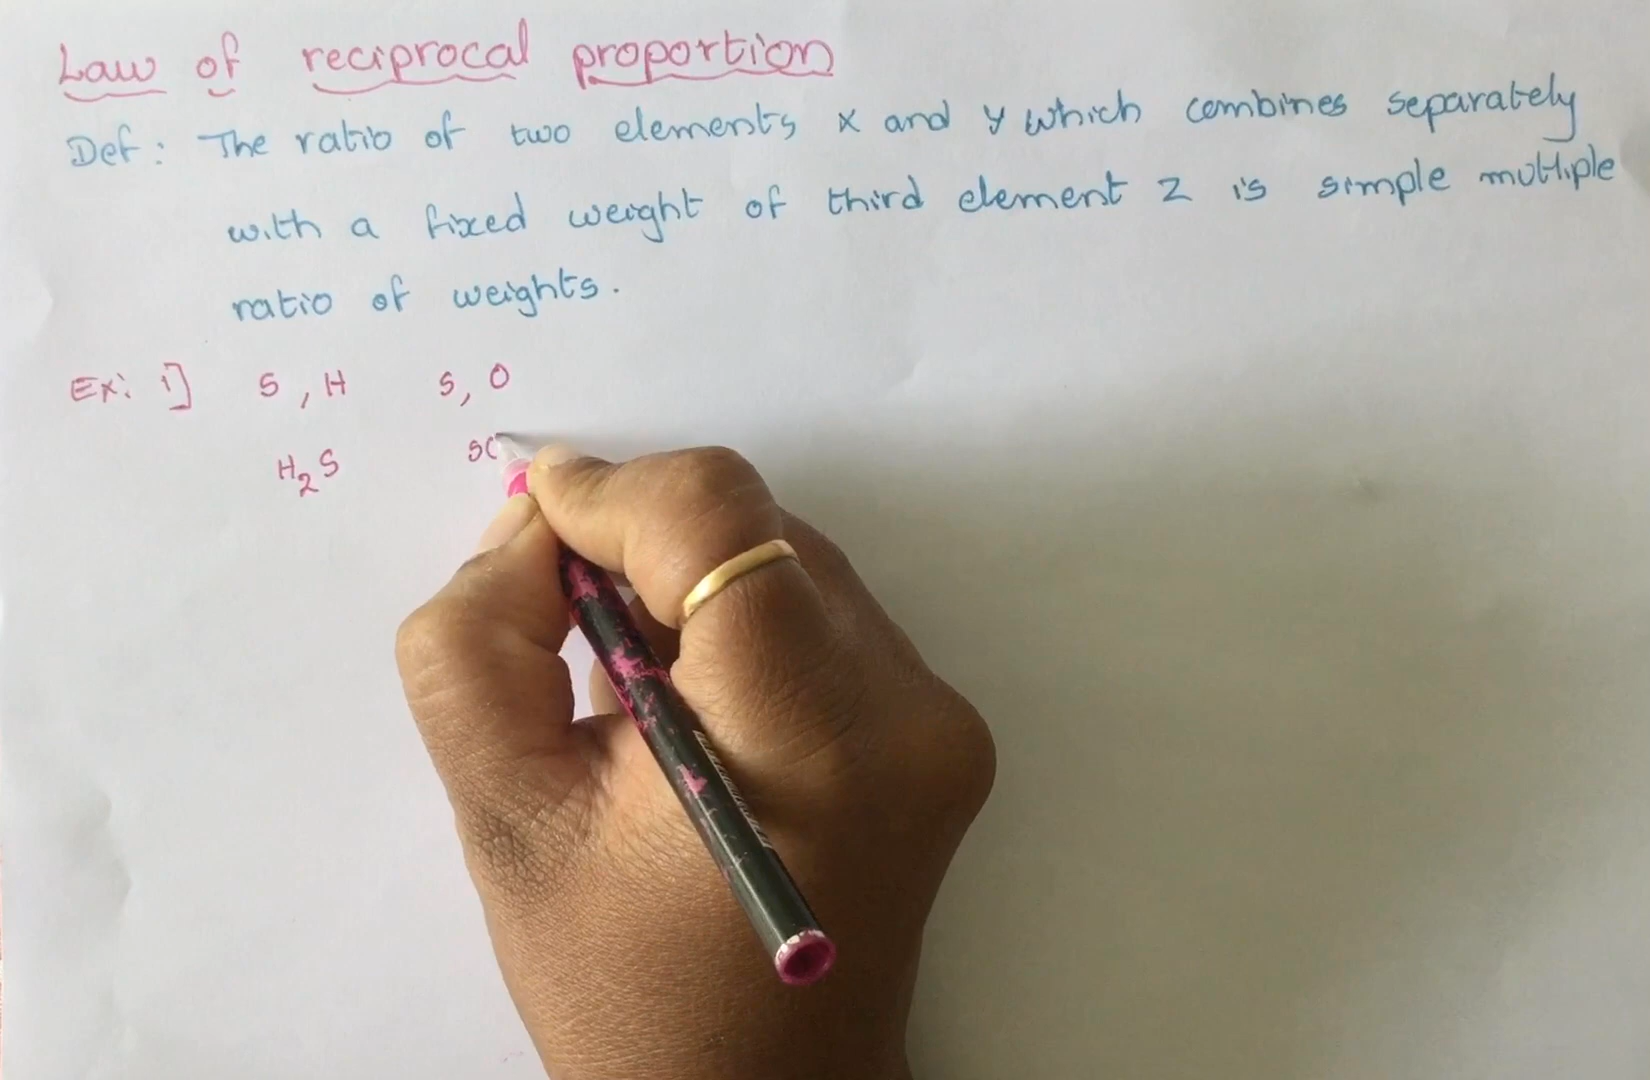 Law of reciprocal proportion
Def: The ratio of two elements x and y which combines separately
with a fixed weight of third element Z is simple multiple
ratio of weights.
Ex: 1] S, H S, O
H2S S